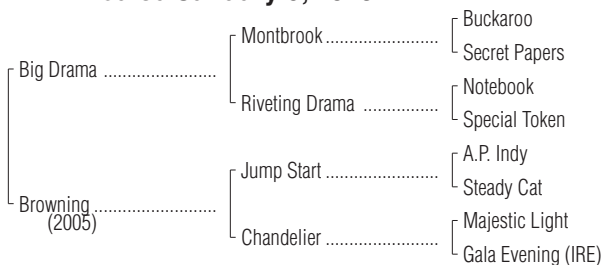 Big Drama
Browning
(2005)
Montbrook
Riveting Drama
Jump Start
Chandelier
Buckaroo
Secret Papers
Notebook
Special Token
A.P. Indy
Steady Cat
Majestic Light
Gala Evening (IRE)